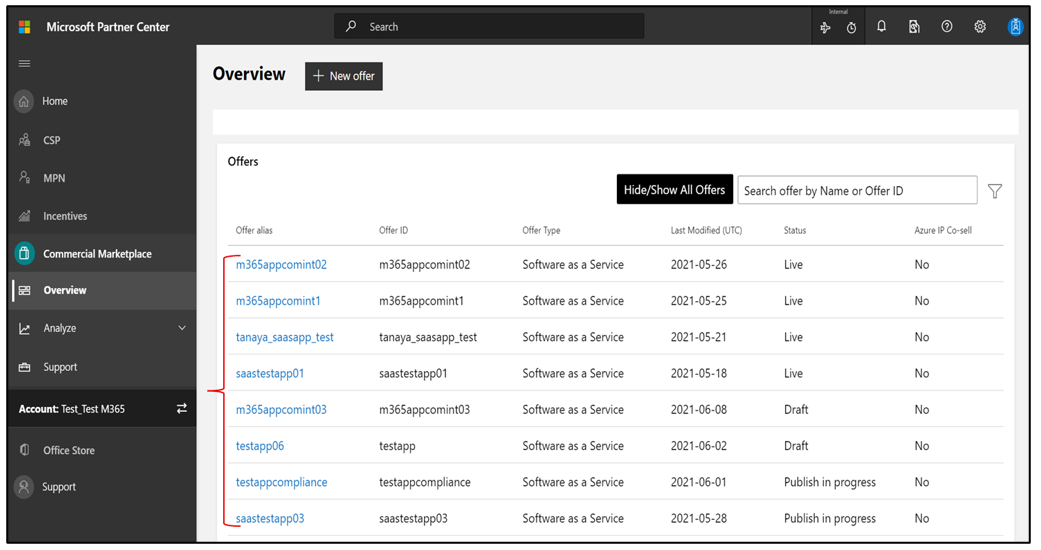 Microsoft Partner Center
Search
Internal
Home
CSP
MPN
Incentives
Commercial Marketplace
Overview
Analyze
Support
Account: Test_Test M365
Office Store
Support
Overview
New offer
Offers
Hide/Show All Offers
Search offer by Name or Offer ID
Offer alias Offer ID Offer Type Last Modified (UTC) Status Azure IP Co-sell
m365appcomint02 m365appcomint02 Software as a Service 2021-05-26 Live No
m365appcomint1 m365appcomint1 Software as a Service 2021-05-25 Live No
tanaya_saasapp_test tanaya_saasapp_test Software as a Service 2021-05-21 Live No
saastestapp01 saastestapp01 Software as a Service 2021-05-18 Live No
m365appcomint03 m365appcomint03 Software as a Service 2021-06-08 Draft No
testapp06 testapp Software as a Service 2021-06-02 Draft No
testappcompliance testappcompliance Software as a Service 2021-06-01 Publish in progress No
saastestapp03 saastestapp03 Software as a Service 2021-05-28 Publish in progress No